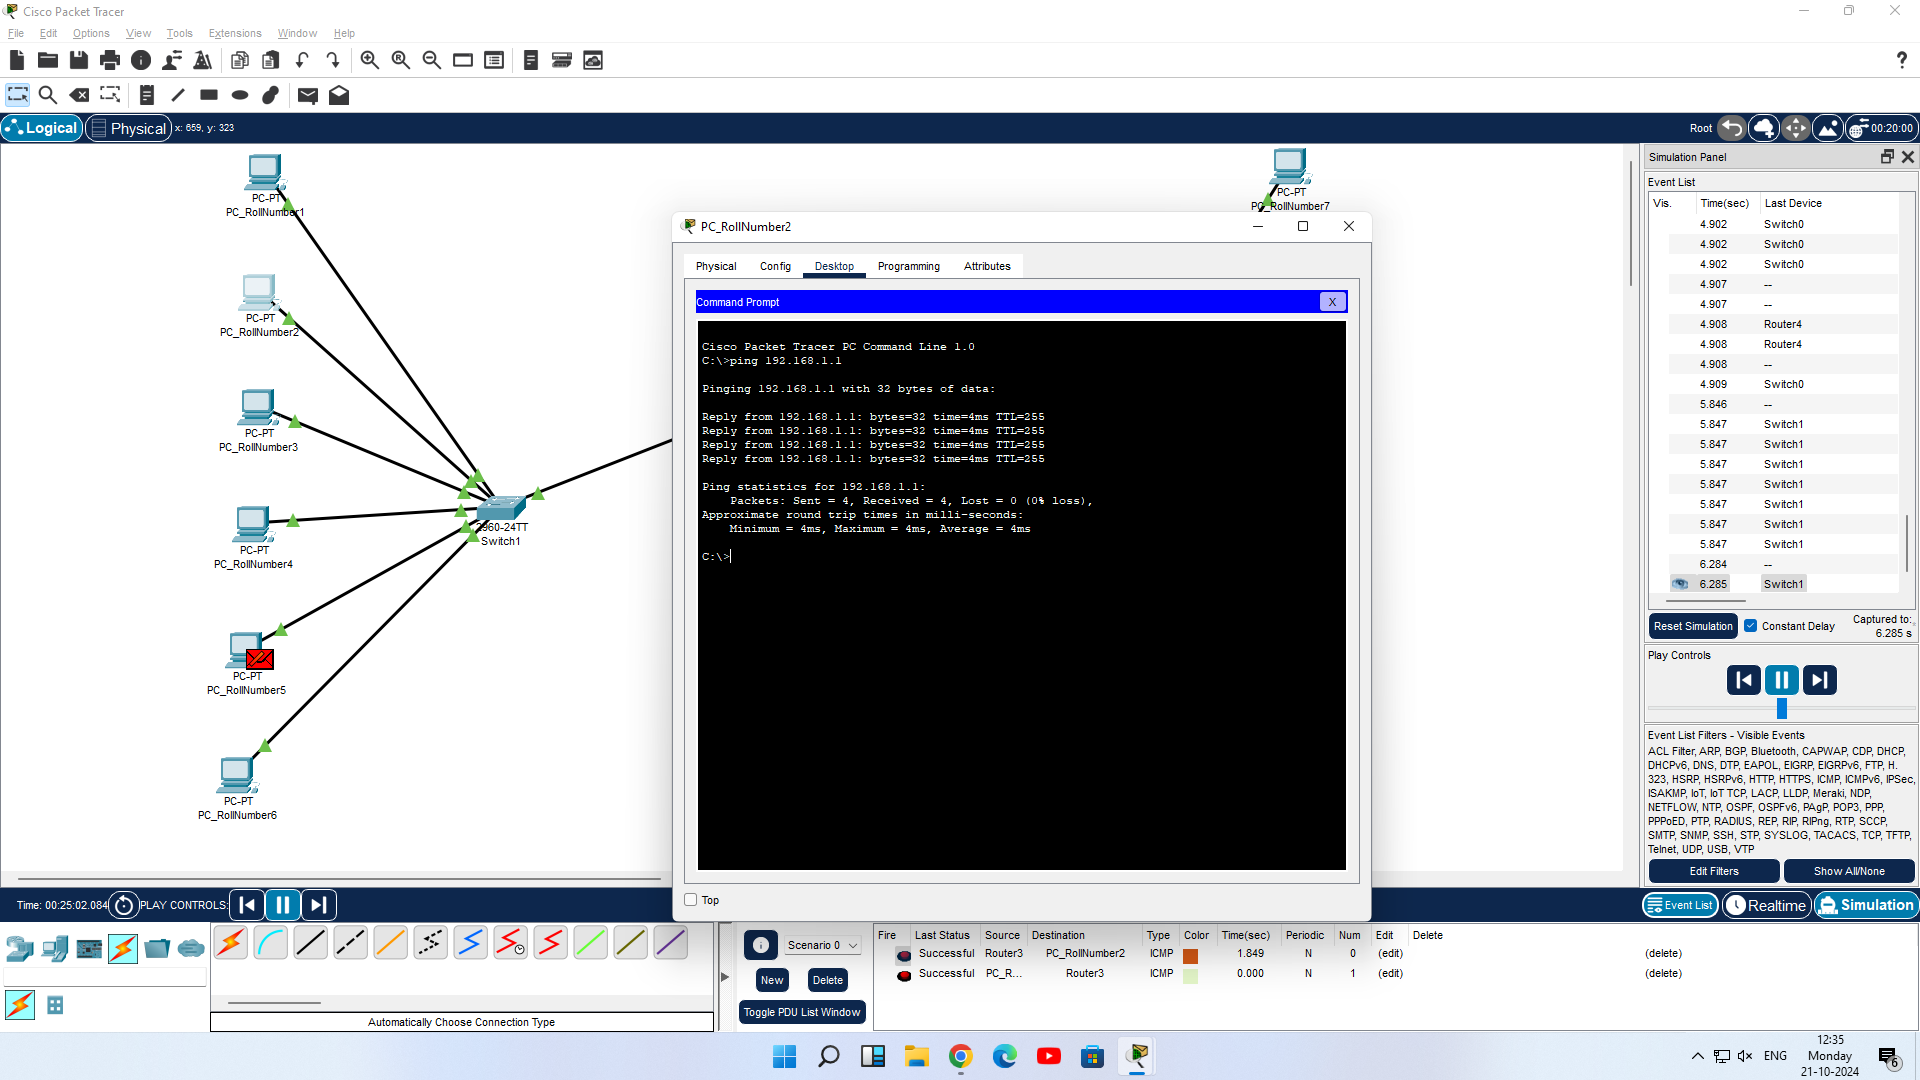 Cisco Packet Tracer
File Edit Options View Tools Extensions Window Help
Logical Physical x: 659, y: 323 Root 00:20:00
PC-PT
PC_RollNumber1
PC-PT
PC_RollNumber2
PC-PT
PC_RollNumber3
PC-PT
PC_RollNumber4
PC-PT
PC_RollNumber5
PC-PT
PC_RollNumber6
2960-24TT
Switch1
PC-PT
PC_RollNumber7
PC_RollNumber2
Physical Config Desktop Programming Attributes
Command Prompt X
Cisco Packet Tracer PC Command Line 1.0
C:\>ping 192.168.1.1
Pinging 192.168.1.1 with 32 bytes of data:
Reply from 192.168.1.1: bytes=32 time=4ms TTL=255
Reply from 192.168.1.1: bytes=32 time=4ms TTL=255
Reply from 192.168.1.1: bytes=32 time=4ms TTL=255
Reply from 192.168.1.1: bytes=32 time=4ms TTL=255
Ping statistics for 192.168.1.1:
Packets: Sent = 4, Received = 4, Lost = 0 (0% loss),
Approximate round trip times in milli-seconds:
Minimum = 4ms, Maximum = 4ms, Average = 4ms
C:\>
Top
Simulation Panel
Event List
Vis. Time(sec) Last Device
4.902 Switch0
4.902 Switch0
4.902 Switch0
4.907 --
4.907 --
4.908 Router4
4.908 Router4
4.908 --
4.909 Switch0
5.846 --
5.847 Switch1
5.847 Switch1
5.847 Switch1
5.847 Switch1
5.847 Switch1
5.847 Switch1
5.847 Switch1
6.284 --
6.285 Switch1
Reset Simulation Constant Delay Captured to:
6.285 s
Play Controls
Event List Filters - Visible Events
ACL Filter, ARP, BGP, Bluetooth, CAPWAP, CDP, DHCP,
DHCPv6, DNS, DTP, EAPOL, EIGRP, EIGRPv6, FTP, H.
323, HSRP, HSRPv6, HTTP, HTTPS, ICMP, ICMPv6, IPSec,
ISAKMP, IoT, IoT TCP, LACP, LLDP, Meraki, NDP,
NETFLOW, NTP, OSPF, OSPFv6, PAgP, POP3, PPP,
PPPoED, PTP, RADIUS, REP, RIP, RIPng, RTP, SCCP,
SMTP, SNMP, SSH, STP, SYSLOG, TACACS, TCP, TFTP,
Telnet, UDP, USB, VTP
Edit Filters Show All/None
Time: 00:25:02.084 PLAY CONTROLS: Event List Realtime Simulation
Automatically Choose Connection Type
Scenario 0
New Delete
Toggle PDU List Window
Fire Last Status Source Destination Type Color Time(sec) Periodic Num Edit Delete
Successful Router3 PC_RollNumber2 ICMP 1.849 N 0 (edit) (delete)
Successful PC_R... Router3 ICMP 0.000 N 1 (edit) (delete)
ENG
12:35
Monday
21-10-2024
6